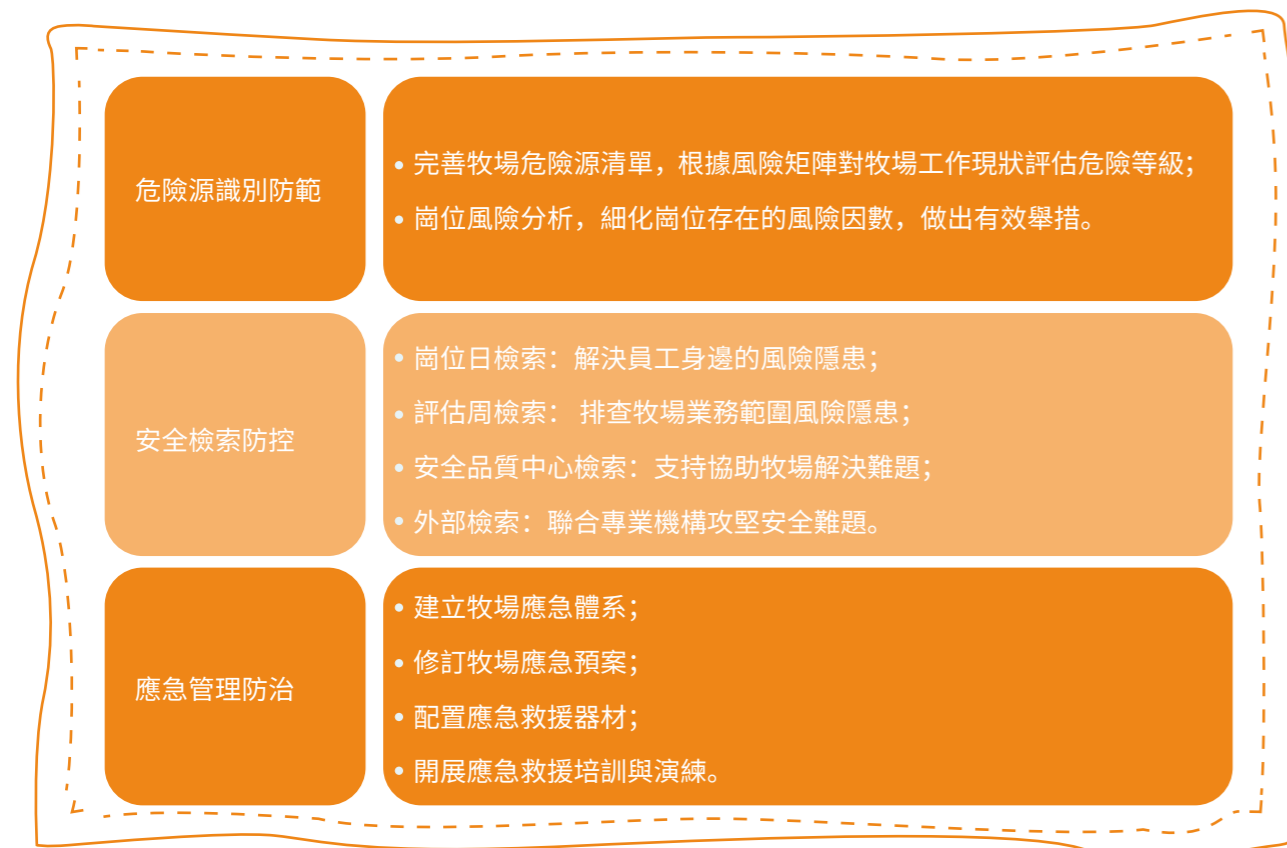 危險源識別防範
• 完善牧場危險源清單，根據風險矩陣對牧場工作現狀評估危險等級；
• 崗位風險分析，細化崗位存在的風險因數，做出有效舉措。
安全檢索防控
• 崗位日檢索：解決員工身邊的風險隱患；
• 評估周檢索： 排查牧場業務範圍風險隱患；
• 安全品質中心檢索：支持協助牧場解決難題；
• 外部檢索：聯合專業機構攻堅安全難題。
應急管理防治
• 建立牧場應急體系；
• 修訂牧場應急預案；
• 配置應急救援器材；
• 開展應急救援培訓與演練。